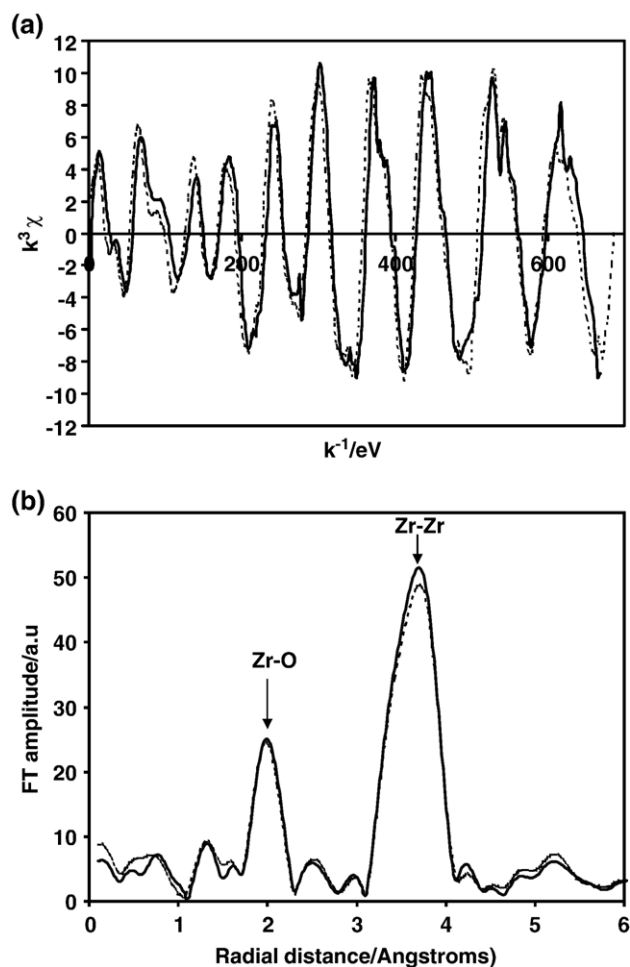 (a)
12
10
8
6
4
2
0
-2
-4
-6
-8
-10
-12
200
400
600
k³ χ
k⁻¹/eV
(b)
60
50
40
30
20
10
0
Zr-Zr
Zr-O
FT amplitude/a.u
0 1 2 3 4 5 6
Radial distance/Angstroms)